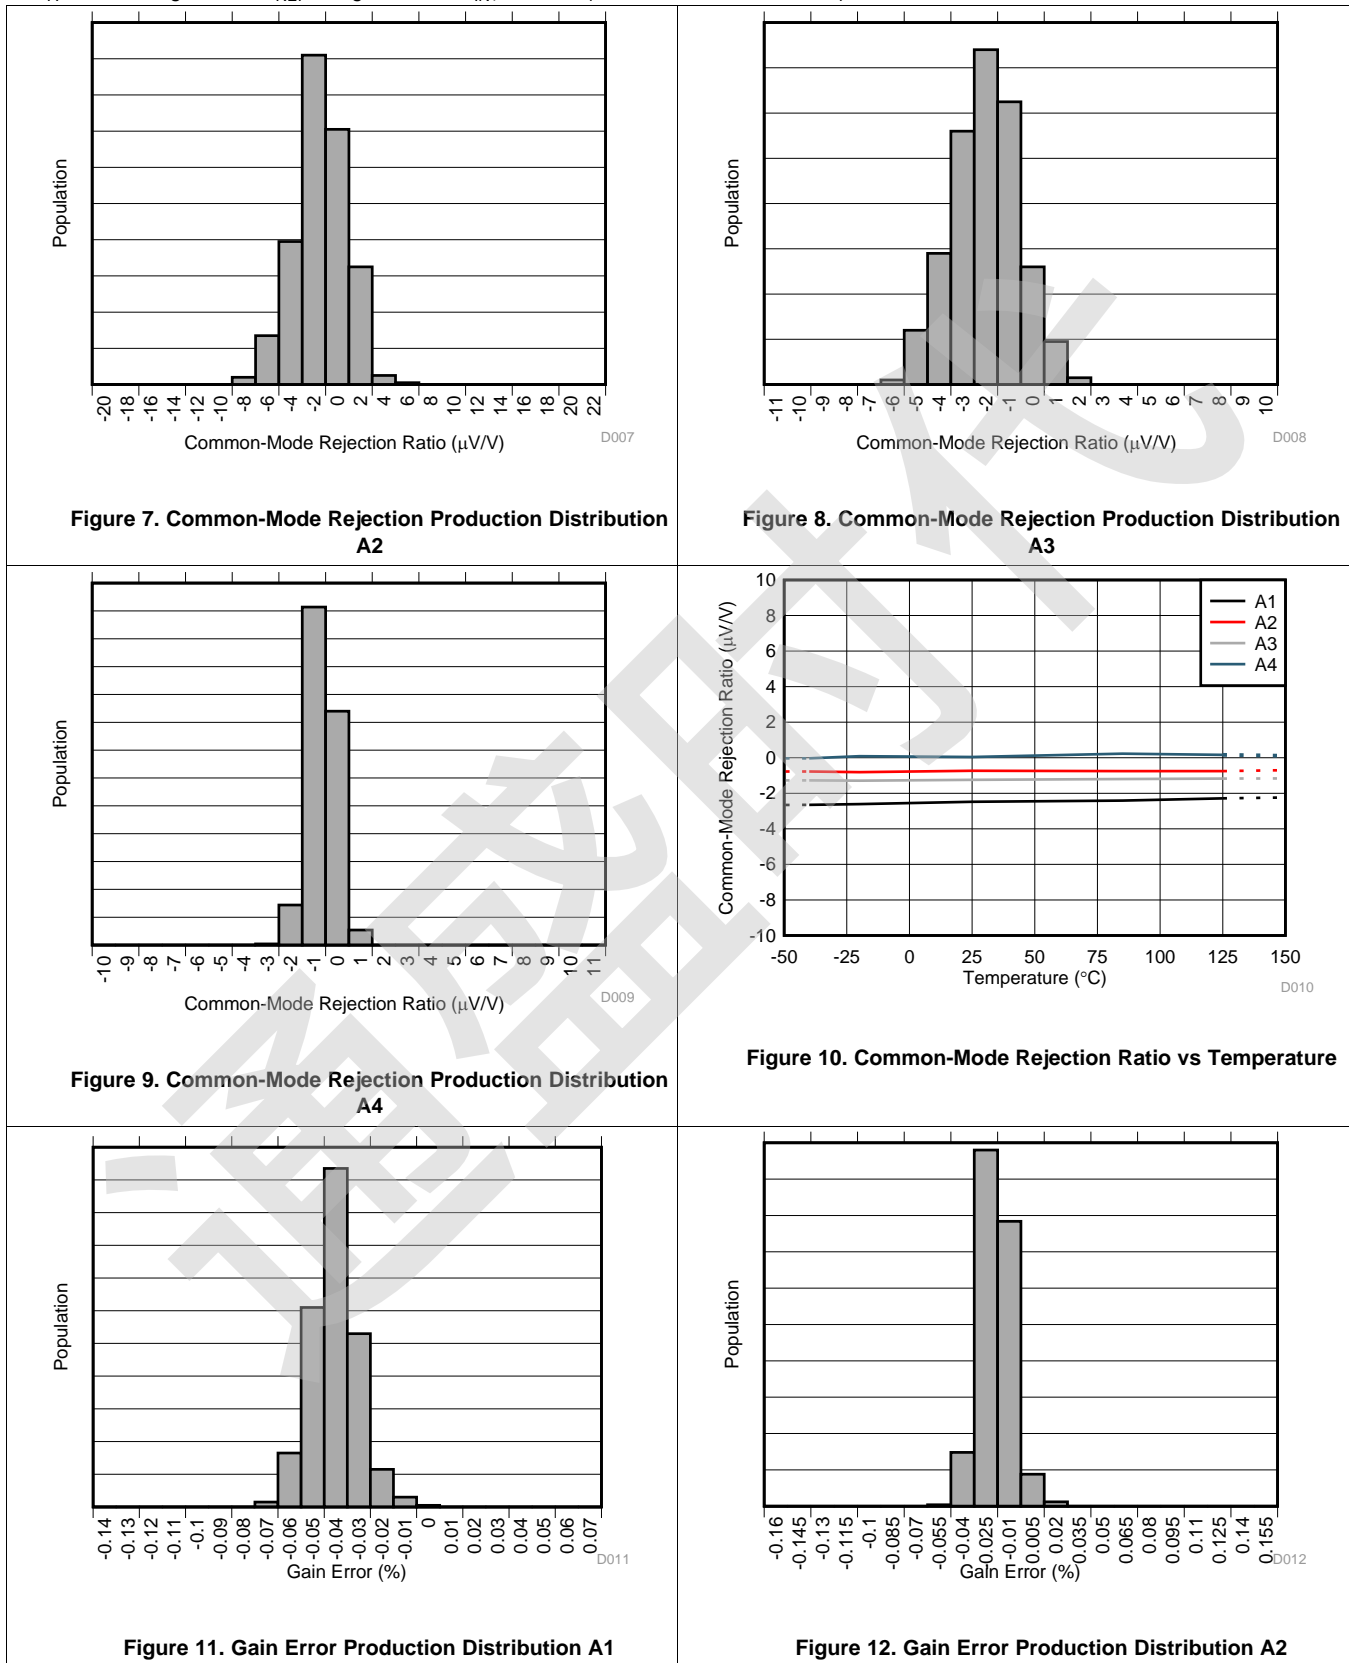 Population
-20 -18 -16 -14 -12 -10 -8 -6 -4 -2 0 2 4 6 8 10 12 14 16 18 20 22
Common-Mode Rejection Ratio (μV/V)
D007
Figure 7. Common-Mode Rejection Production Distribution
A2
Population
-11 -10 -9 -8 -7 -6 -5 -4 -3 -2 -1 0 1 2 3 4 5 6 7 8 9 10
Common-Mode Rejection Ratio (μV/V)
D008
Figure 8. Common-Mode Rejection Production Distribution
A3
Population
-10 -9 -8 -7 -6 -5 -4 -3 -2 -1 0 1 2 3 4 5 6 7 8 9 10 11
Common-Mode Rejection Ratio (μV/V)
D009
Figure 9. Common-Mode Rejection Production Distribution
A4
Common-Mode Rejection Ratio (μV/V)
10
8
6
4
2
0
-2
-4
-6
-8
-10
A1
A2
A3
A4
-50 -25 0 25 50 75 100 125 150
Temperature (°C)
D010
Figure 10. Common-Mode Rejection Ratio vs Temperature
Population
-0.14 -0.13 -0.12 -0.11 -0.1 -0.09 -0.08 -0.07 -0.06 -0.05 -0.04 -0.03 -0.02 -0.01 0 0.01 0.02 0.03 0.04 0.05 0.06 0.07
Gain Error (%)
D011
Figure 11. Gain Error Production Distribution A1
Population
-0.16 -0.145 -0.13 -0.115 -0.1 -0.085 -0.07 -0.055 -0.04 -0.025 -0.01 0.005 0.02 0.035 0.05 0.065 0.08 0.095 0.11 0.125 0.14 0.155
Gain Error (%)
D012
Figure 12. Gain Error Production Distribution A2
通盛时代